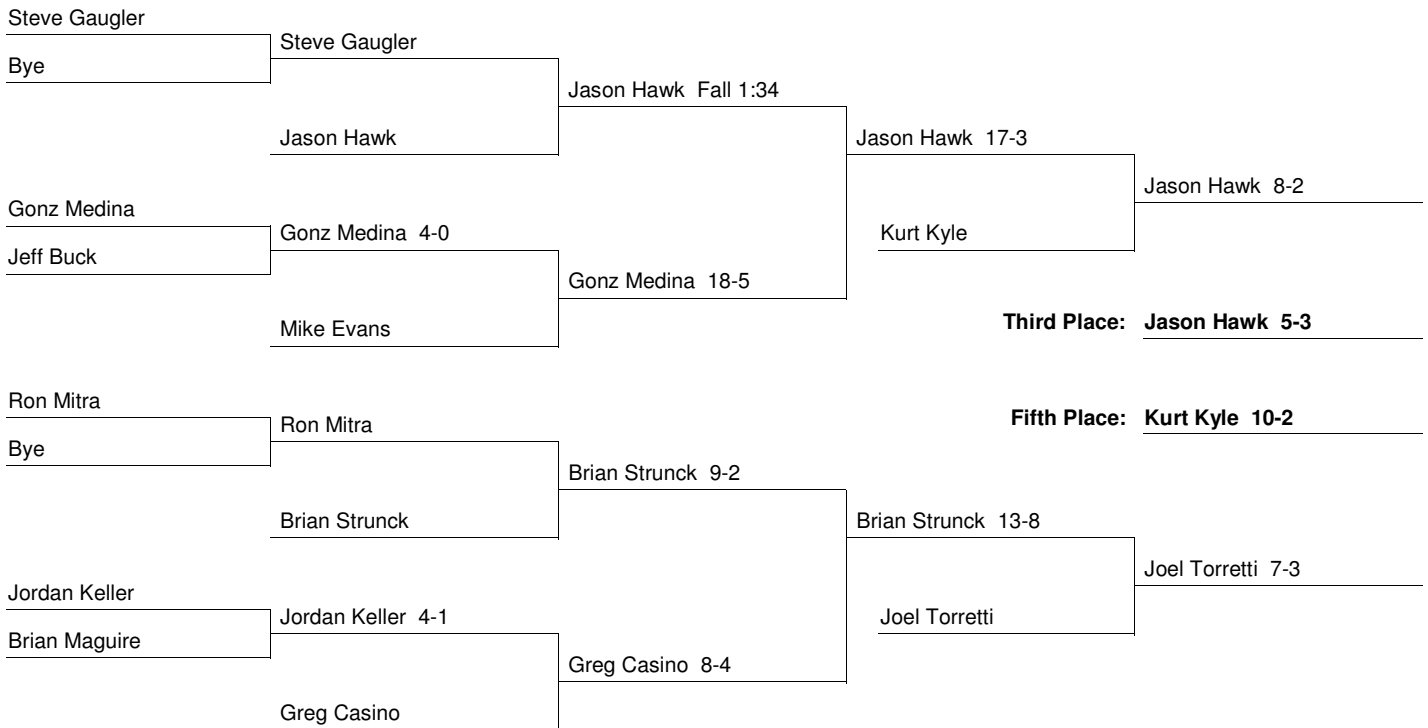 Steve Gaugler
Steve Gaugler
Bye
Jason Hawk  Fall 1:34
Jason Hawk
Jason Hawk  17-3
Jason Hawk  8-2
Gonz Medina
Gonz Medina  4-0
Kurt Kyle
Jeff Buck
Gonz Medina  18-5
Mike Evans
Third Place:  Jason Hawk  5-3
Ron Mitra
Ron Mitra
Fifth Place:  Kurt Kyle  10-2
Bye
Brian Strunck  9-2
Brian Strunck
Brian Strunck  13-8
Joel Torretti  7-3
Jordan Keller
Jordan Keller  4-1
Joel Torretti
Brian Maguire
Greg Casino  8-4
Greg Casino